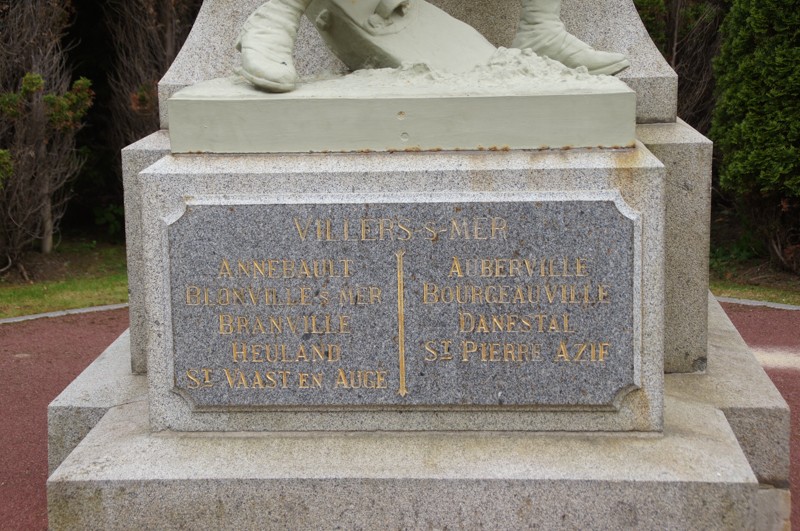 VILLERS-S-MER
ANNEBAULT
BLONVILLE S MER
BRANVILLE
HEULAND
ST VAAST EN AUGE
AUBERVILLE
BOURGEAUVILLE
DANESTAL
ST PIERRE AZIF